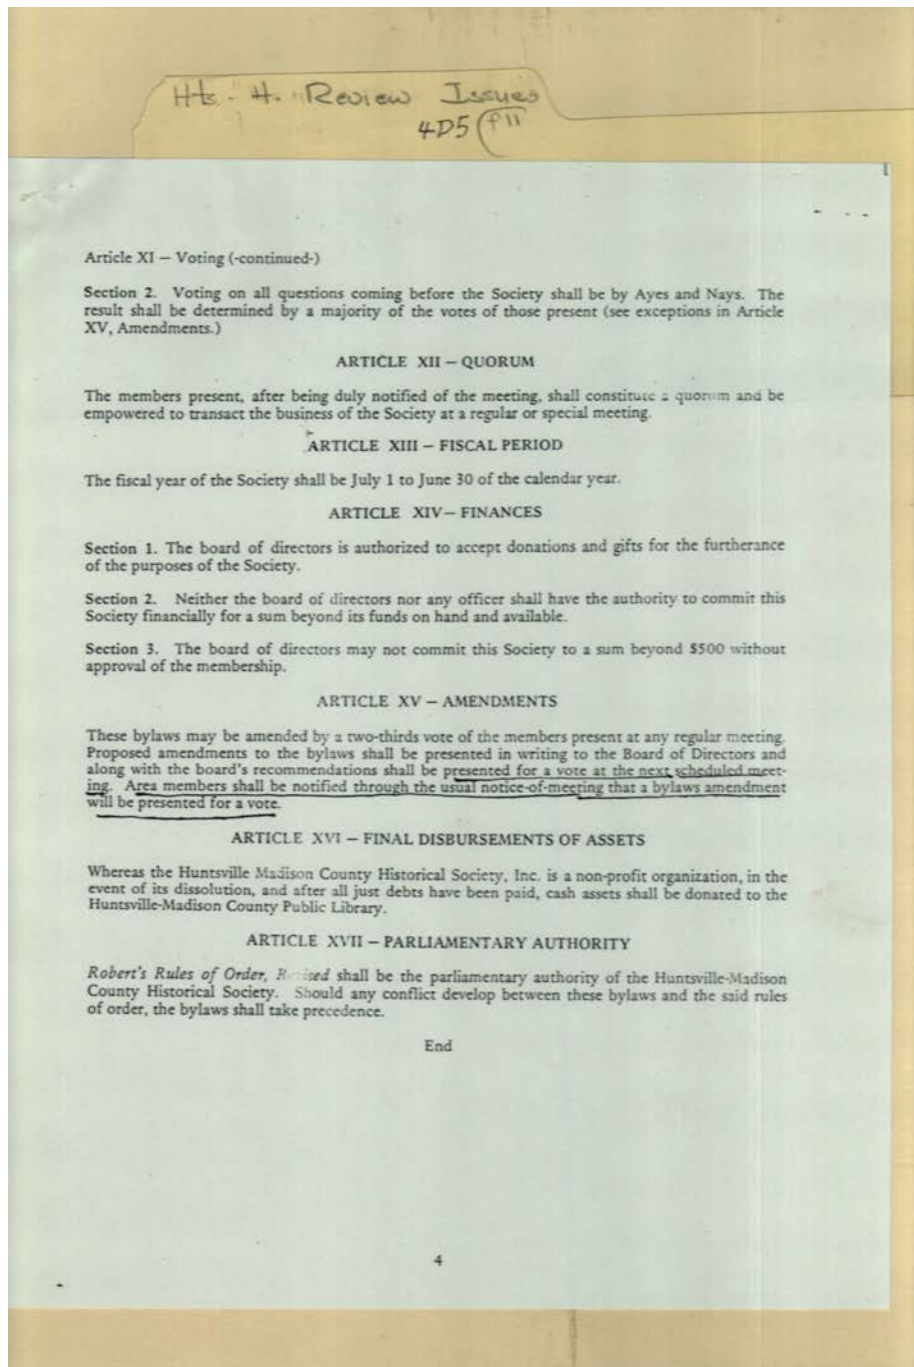 Hts - H. Review Issues
4D5 (P11
Article XI — Voting (-continued-)
Section 2. Voting on all questions coming before the Society shall be by Ayes and Nays. The
result shall be determined by a majority of the votes of those present (see exceptions in Article
XV, Amendments.)
ARTICLE XII — QUORUM
The members present, after being duly notified of the meeting, shall constitute a quorum and be
empowered to transact the business of the Society at a regular or special meeting.
ARTICLE XIII — FISCAL PERIOD
The fiscal year of the Society shall be July 1 to June 30 of the calendar year.
ARTICLE XIV— FINANCES
Section 1. The board of directors is authorized to accept donations and gifts for the furtherance
of the purposes of the Society.
Section 2. Neither the board of directors nor any officer shall have the authority to commit this
Society financially for a sum beyond its funds on hand and available.
Section 3. The board of directors may not commit this Society to a sum beyond $500 without
approval of the membership.
ARTICLE XV — AMENDMENTS
These bylaws may be amended by a two-thirds vote of the members present at any regular meeting.
Proposed amendments to the bylaws shall be presented in writing to the Board of Directors and
along with the board's recommendations shall be presented for a vote at the next scheduled meet-
ing. Area members shall be notified through the usual notice-of-meeting that a bylaws amendment
will be presented for a vote.
ARTICLE XVI — FINAL DISBURSEMENTS OF ASSETS
Whereas the Huntsville Madison County Historical Society, Inc. is a non-profit organization, in the
event of its dissolution, and after all just debts have been paid, cash assets shall be donated to the
Huntsville-Madison County Public Library.
ARTICLE XVII — PARLIAMENTARY AUTHORITY
Robert's Rules of Order, Revised shall be the parliamentary authority of the Huntsville-Madison
County Historical Society. Should any conflict develop between these bylaws and the said rules
of order, the bylaws shall take precedence.
End
4